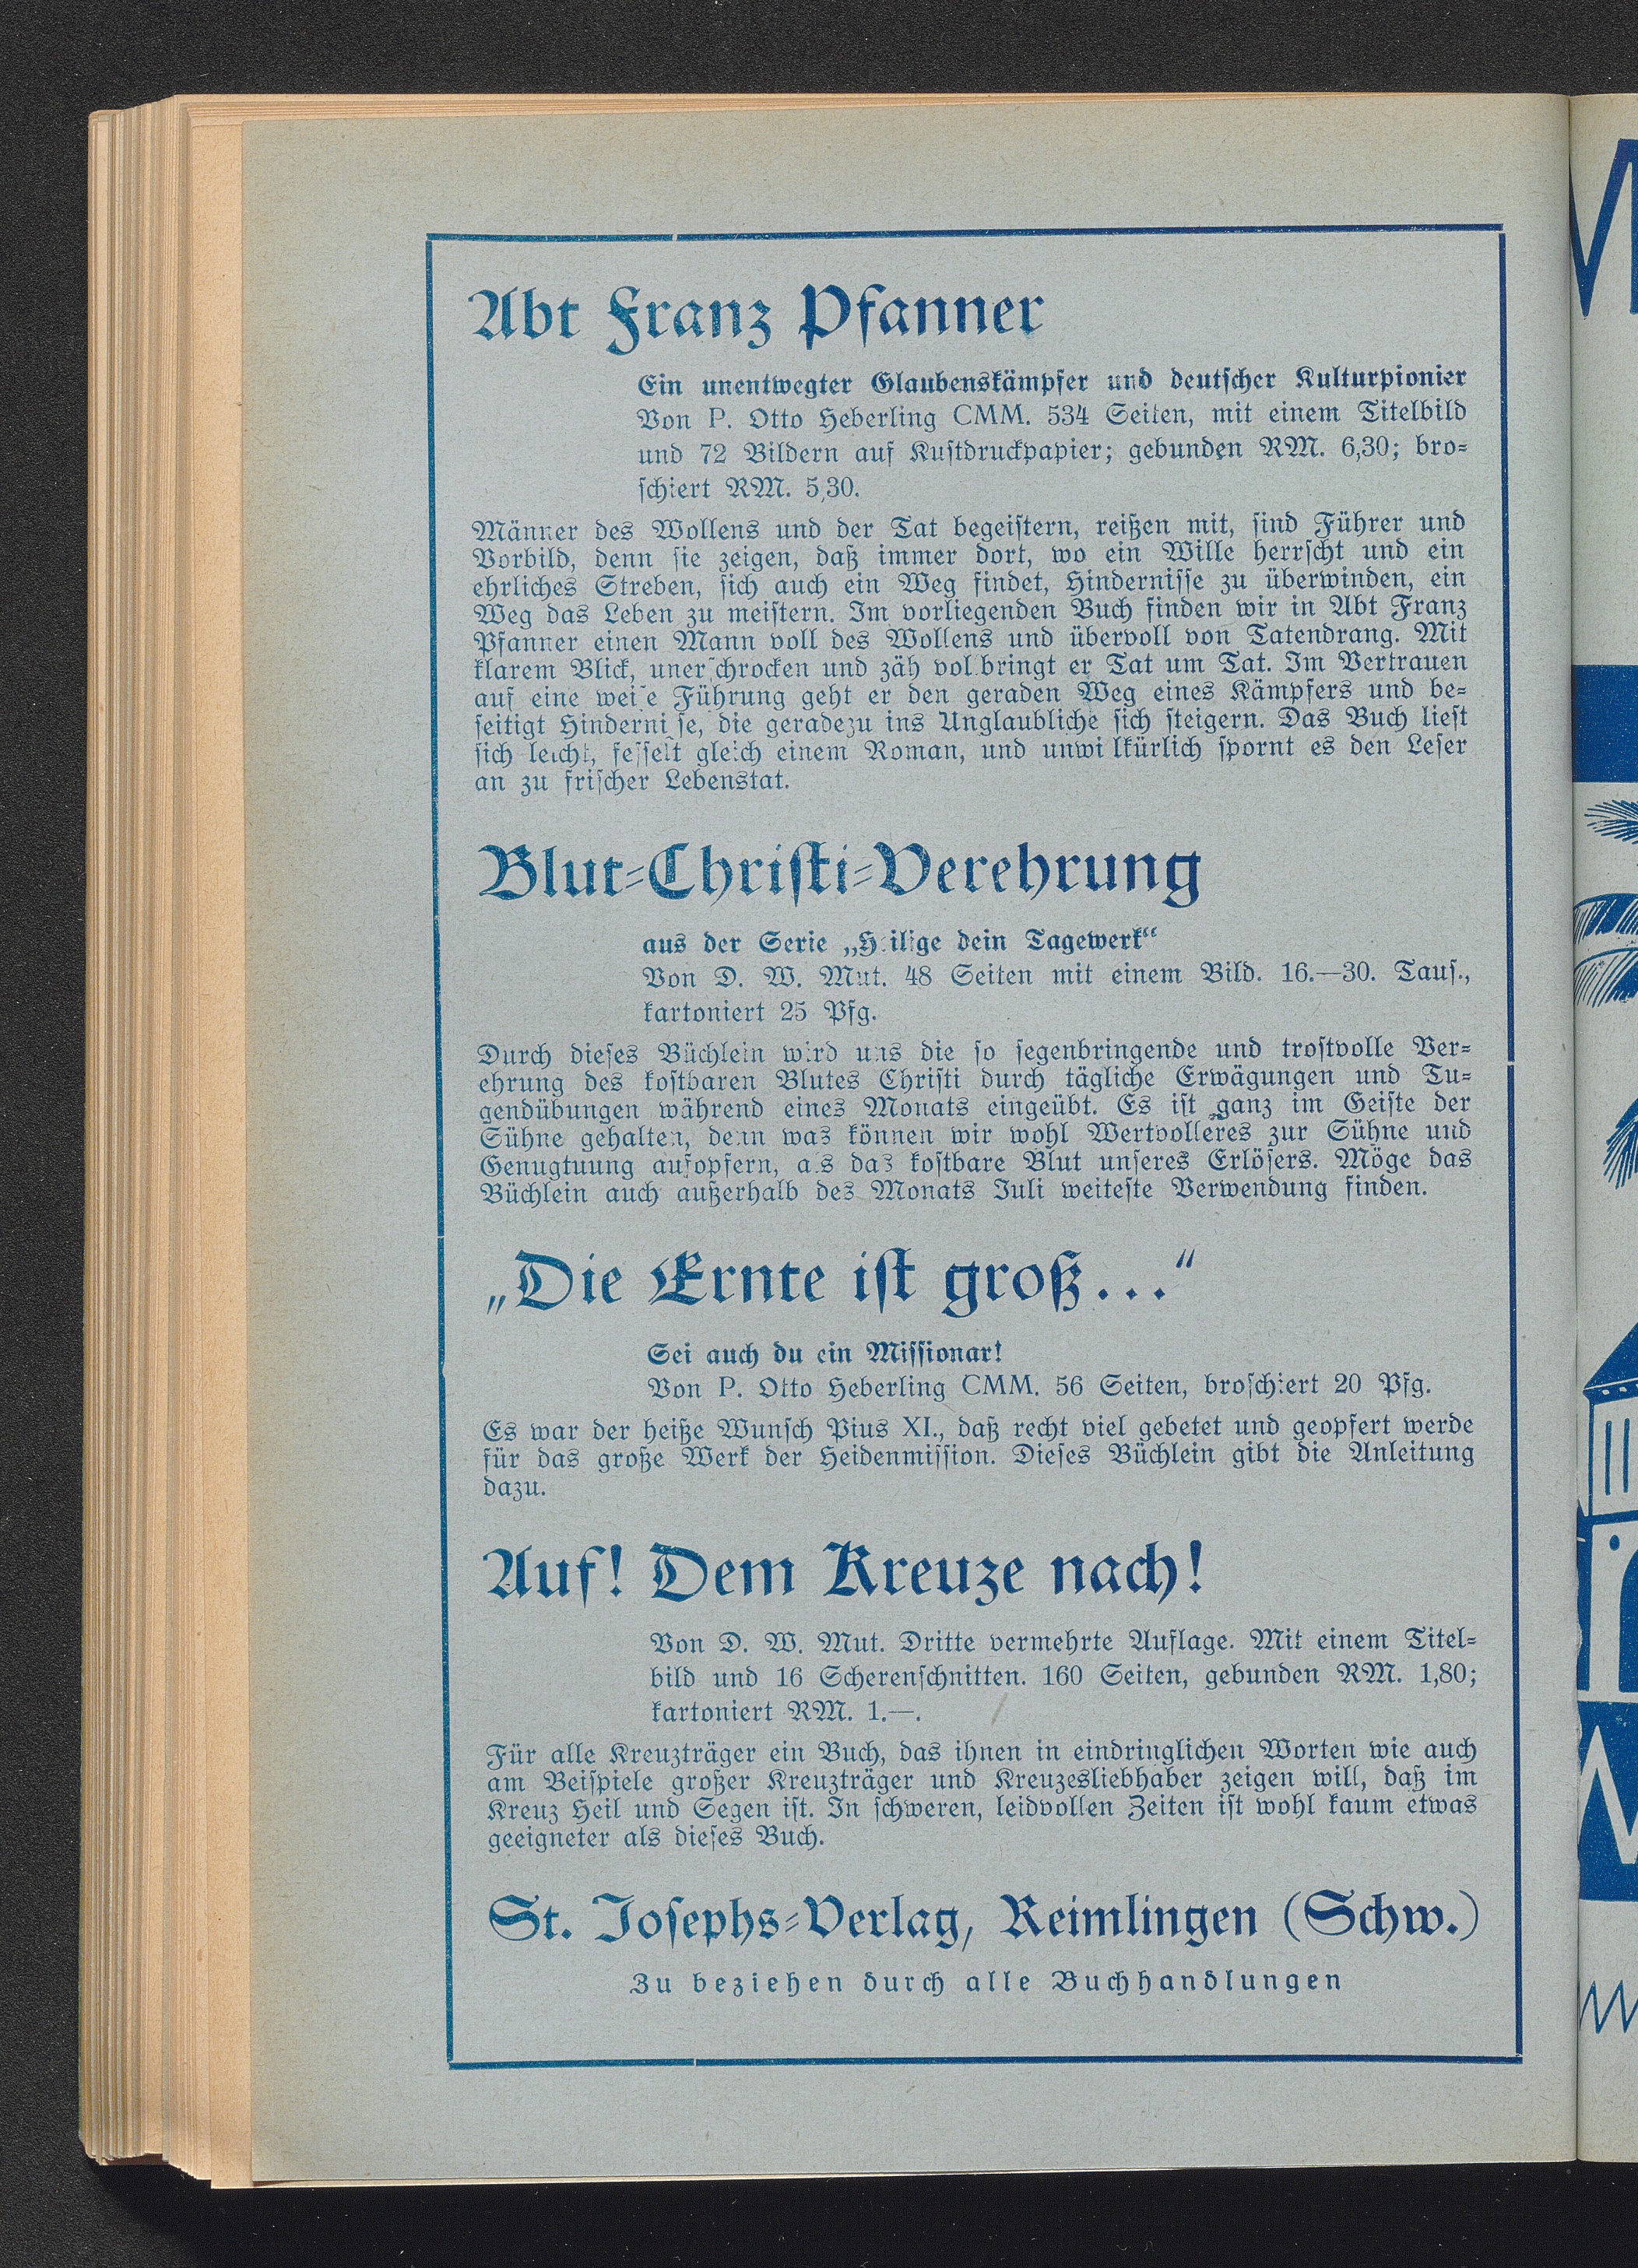 Abt Franz Pfanner
Ein unentwegter Glaubenskämpfer und deutscher Kulturpionier
Von P. Otto Heberling CMM. 534 Seiten, mit einem Titelbild
und 72 Bildern auf Kustdruckpapier; gebunden RM. 6,30; bro-
schiert RM. 5,30.
Männer des Wollens und der Tat begeistern, reißen mit, sind Führer und
Vorbild, denn sie zeigen, daß immer dort, wo ein Wille herrscht und ein
ehrliches Streben, sich auch ein Weg findet, Hindernisse zu überwinden, ein
Weg das Leben zu meistern. Im vorliegenden Buch finden wir in Abt Franz
Pfanner einen Mann voll des Wollens und übervoll von Tatendrang. Mit
klarem Blick, unerschrocken und zäh vollbringt er Tat um Tat. Im Vertrauen
auf eine weise Führung geht er den geraden Weg eines Kämpfers und be-
seitigt Hindernisse, die geradezu ins Unglaubliche sich steigern. Das Buch liest
sich leicht, fesselt gleich einem Roman, und unwillkürlich spornt es den Leser
an zu frischer Lebenstat.
Blut-Christi-Verehrung
aus der Serie „Heilige dein Tagewerk“
Von D. W. Mut. 48 Seiten mit einem Bild. 16.—30. Taus.,
kartoniert 25 Pfg.
Durch dieses Büchlein wird uns die so segenbringende und trostvolle Ver-
ehrung des kostbaren Blutes Christi durch tägliche Erwägungen und Tu-
gendübungen während eines Monats eingeübt. Es ist ganz im Geiste der
Sühne gehalten, denn was können wir wohl Wertvolleres zur Sühne und
Genugtuung aufopfern, als das kostbare Blut unseres Erlösers. Möge das
Büchlein auch außerhalb des Monats Juli weiteste Verwendung finden.
„Die Ernte ist groß...“
Sei auch du ein Missionar!
Von P. Otto Heberling CMM. 56 Seiten, broschiert 20 Pfg.
Es war der heiße Wunsch Pius XI., daß recht viel gebetet und geopfert werde
für das große Werk der Heidenmission. Dieses Büchlein gibt die Anleitung
dazu.
Auf! Dem Kreuze nach!
Von D. W. Mut. Dritte vermehrte Auflage. Mit einem Titel-
bild und 16 Scherenschnitten. 160 Seiten, gebunden RM. 1,80;
kartoniert RM. 1.—.
Für alle Kreuzträger ein Buch, das ihnen in eindringlichen Worten wie auch
am Beispiele großer Kreuzträger und Kreuzesliebhaber zeigen will, daß im
Kreuz Heil und Segen ist. In schweren, leidvollen Zeiten ist wohl kaum etwas
geeigneter als dieses Buch.
St. Josephs-Verlag, Reimlingen (Schw.)
Zu beziehen durch alle Buchhandlungen